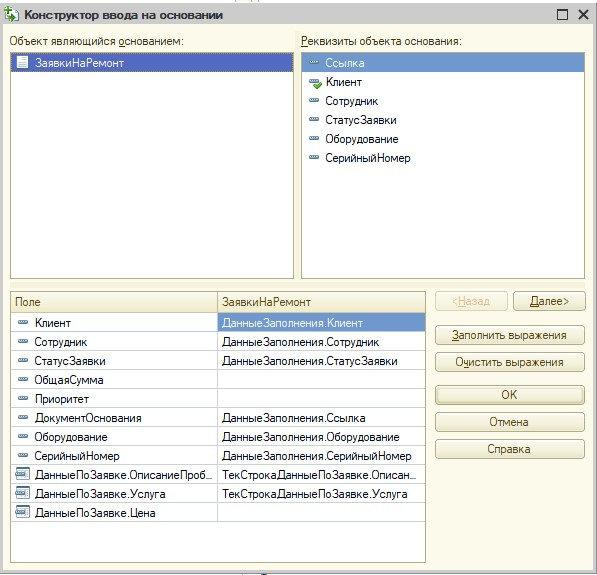 Конструктор ввода на основании
Объект являющийся основанием:
ЗаявкиНаРемонт
Реквизиты объекта основания:
Ссылка
Клиент
Сотрудник
СтатусЗаявки
Оборудование
СерийныйНомер
Поле ЗаявкиНаРемонт
Клиент ДанныеЗаполнения.Клиент
Сотрудник ДанныеЗаполнения.Сотрудник
СтатусЗаявки ДанныеЗаполнения.СтатусЗаявки
ОбщаяСумма
Приоритет
ДокументОснования ДанныеЗаполнения.Ссылка
Оборудование ДанныеЗаполнения.Оборудование
СерийныйНомер ДанныеЗаполнения.СерийныйНомер
ДанныеПоЗаявке.ОписаниеПроб... ТекСтрокаДанныеПоЗаявке.Описан...
ДанныеПоЗаявке.Услуга ТекСтрокаДанныеПоЗаявке.Услуга
ДанныеПоЗаявке.Цена
<Назад Далее>
Заполнить выражения
Очистить выражения
OK
Отмена
Справка